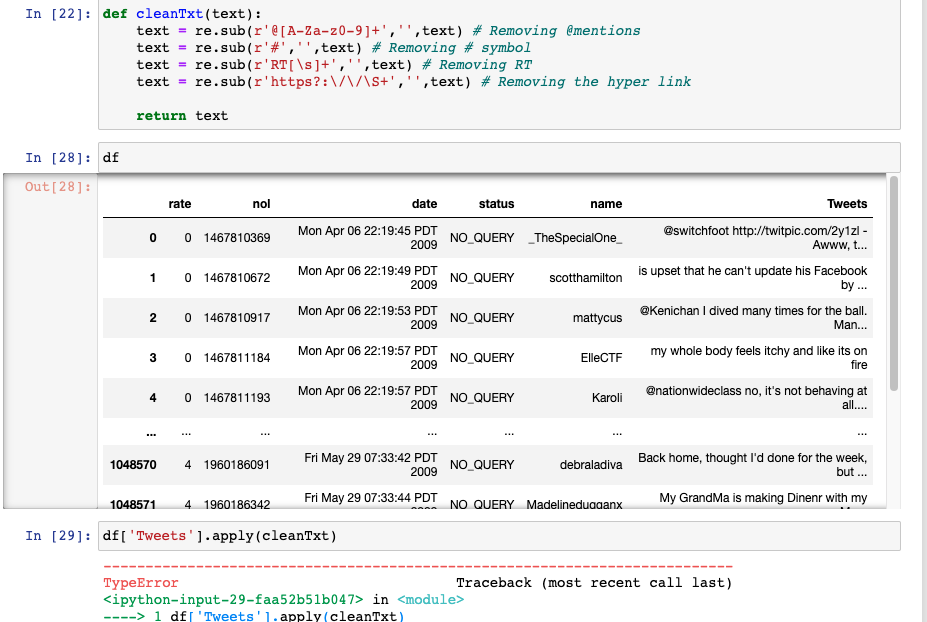 In [22]: def cleanTxt(text):
text = re.sub(r'@[A-Za-z0-9]+','',text) # Removing @mentions
text = re.sub(r'#','',text) # Removing # symbol
text = re.sub(r'RT[\s]+','',text) # Removing RT
text = re.sub(r'https?:\/\/\S+','',text) # Removing the hyper link
return text
In [28]: df
Out[28]:
rate nol date status name Tweets
0 0 1467810369 Mon Apr 06 22:19:45 PDT 2009 NO_QUERY _TheSpecialOne_ @switchfoot http://twitpic.com/2y1zl - Awww, t...
1 0 1467810672 Mon Apr 06 22:19:49 PDT 2009 NO_QUERY scotthamilton is upset that he can't update his Facebook by ...
2 0 1467810917 Mon Apr 06 22:19:53 PDT 2009 NO_QUERY mattycus @Kenichan I dived many times for the ball. Man...
3 0 1467811184 Mon Apr 06 22:19:57 PDT 2009 NO_QUERY ElleCTF my whole body feels itchy and like its on fire
4 0 1467811193 Mon Apr 06 22:19:57 PDT 2009 NO_QUERY Karoli @nationwideclass no, it's not behaving at all....
... ... ... ... ... ... ...
1048570 4 1960186091 Fri May 29 07:33:42 PDT 2009 NO_QUERY debraladiva Back home, thought I'd done for the week, but ...
1048571 4 1960186342 Fri May 29 07:33:44 PDT NO_QUERY Madelinedugganx My GrandMa is making Dinenr with my
In [29]: df['Tweets'].apply(cleanTxt)
---------------------------------------------------------------------------
TypeError Traceback (most recent call last)
<ipython-input-29-faa52b51b047> in <module>
----> 1 df['Tweets'].apply(cleanTxt)